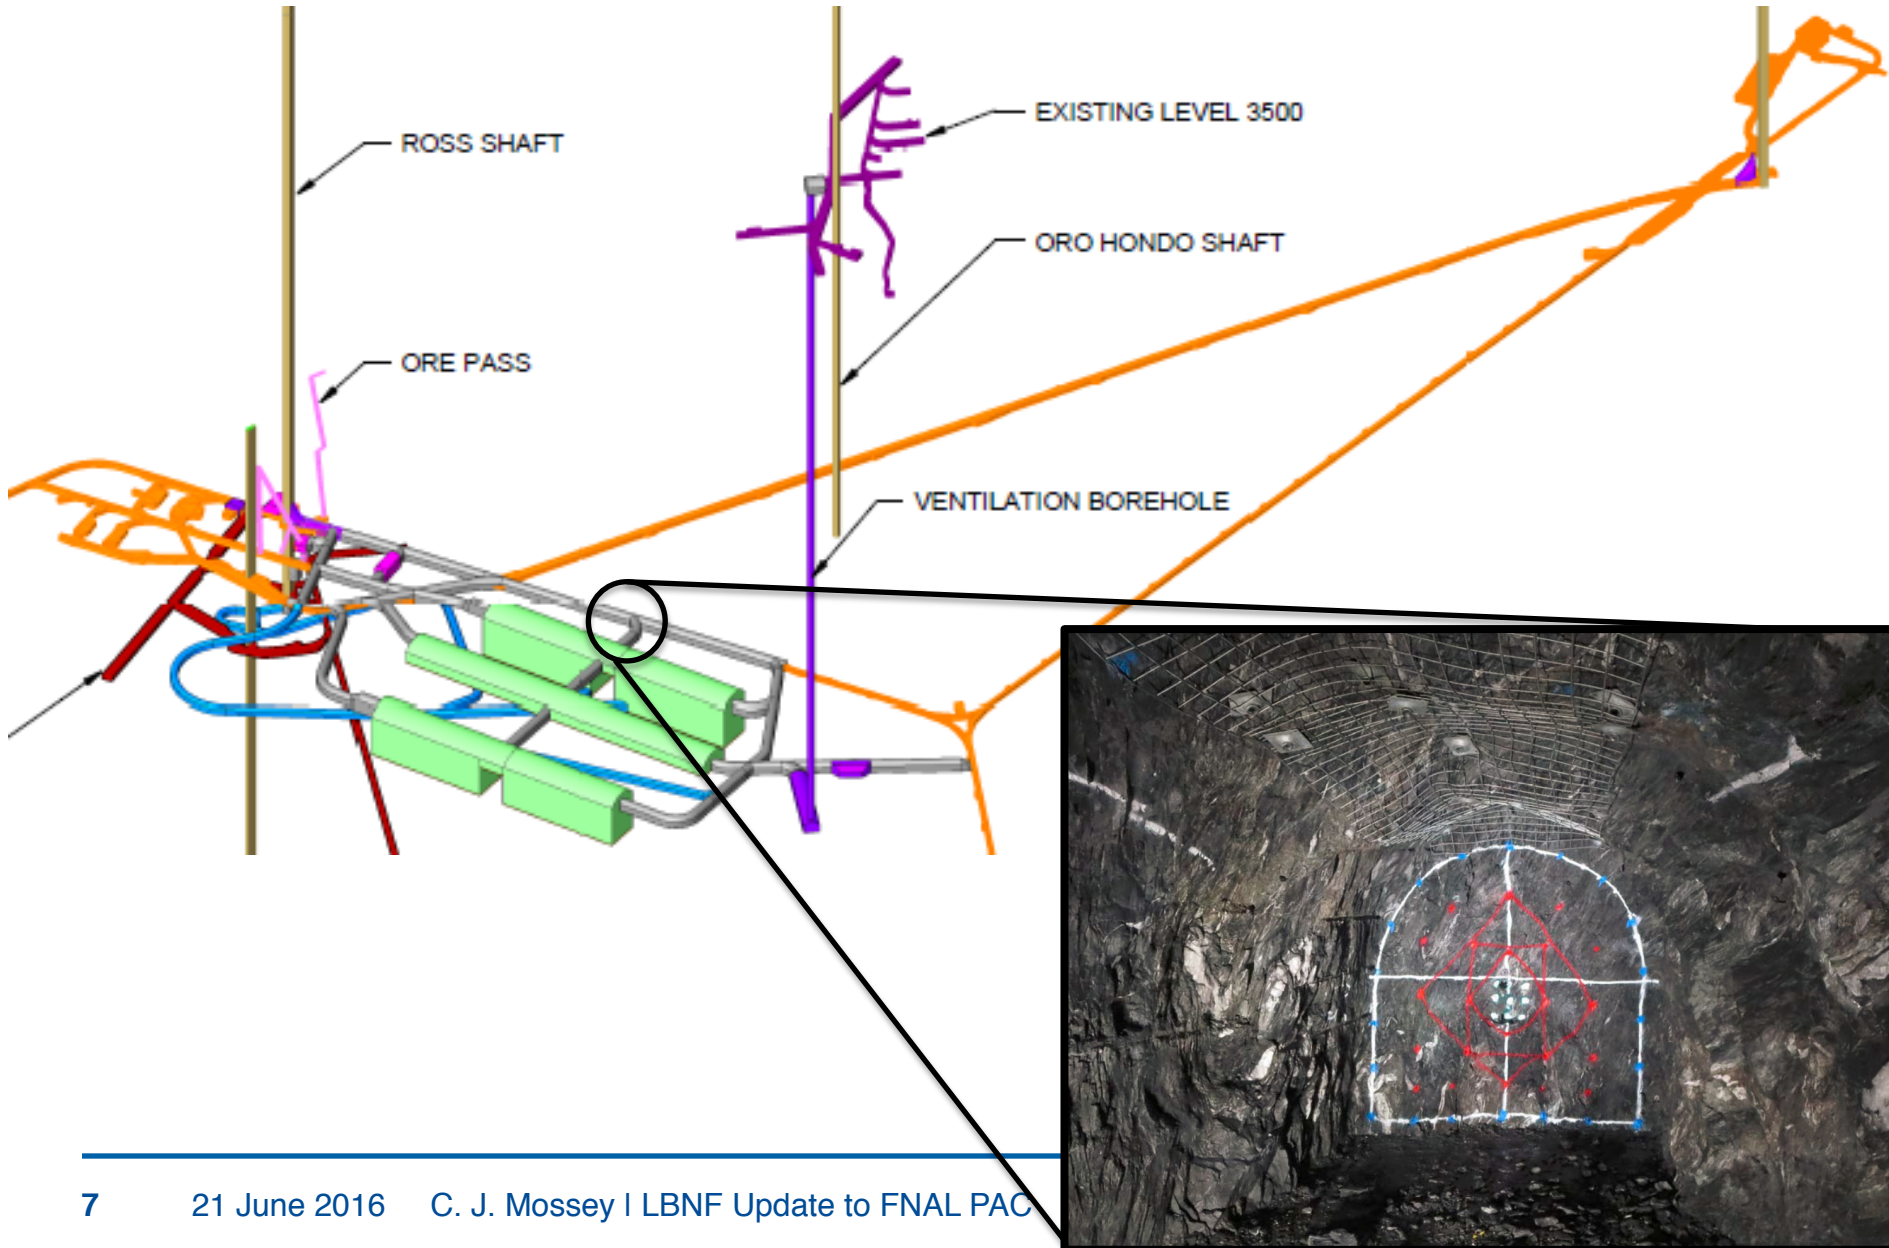 EXISTING LEVEL 3500
ROSS SHAFT
ORO HONDO SHAFT
ORE PASS
VENTILATION BOREHOLE
7 21 June 2016 C. J. Mossey | LBNF Update to FNAL PAC